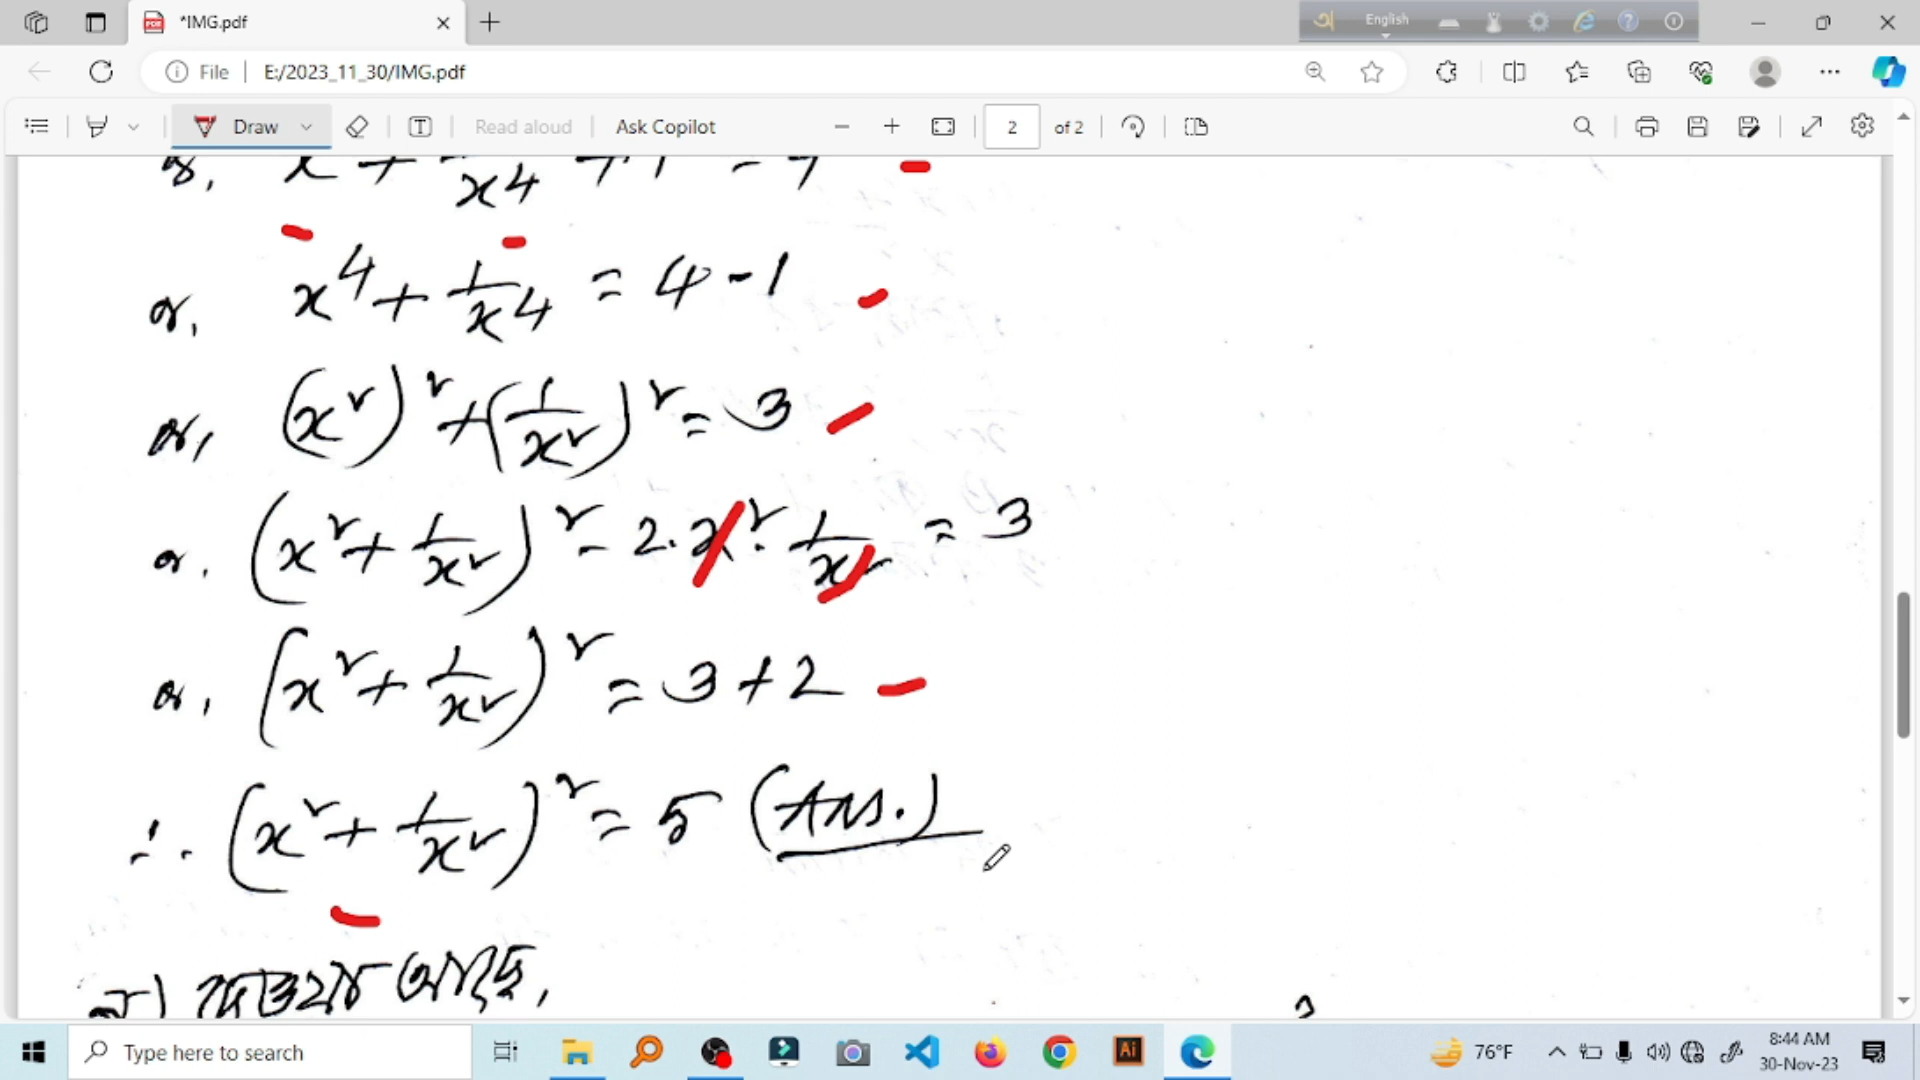 *IMG.pdf
English
File E:/2023_11_30/IMG.pdf
Draw Read aloud Ask Copilot 2 of 2
x⁴ + 1/x⁴ = 4 - 1
(x²)² + (1/x²)² = 3
(x² + 1/x²)² - 2.x².1/x² = 3
(x² + 1/x²)² = 3 + 2
∴ (x² + 1/x²)² = 5 (Ans.)
Type here to search
Ai
76°F
8:44 AM
30-Nov-23